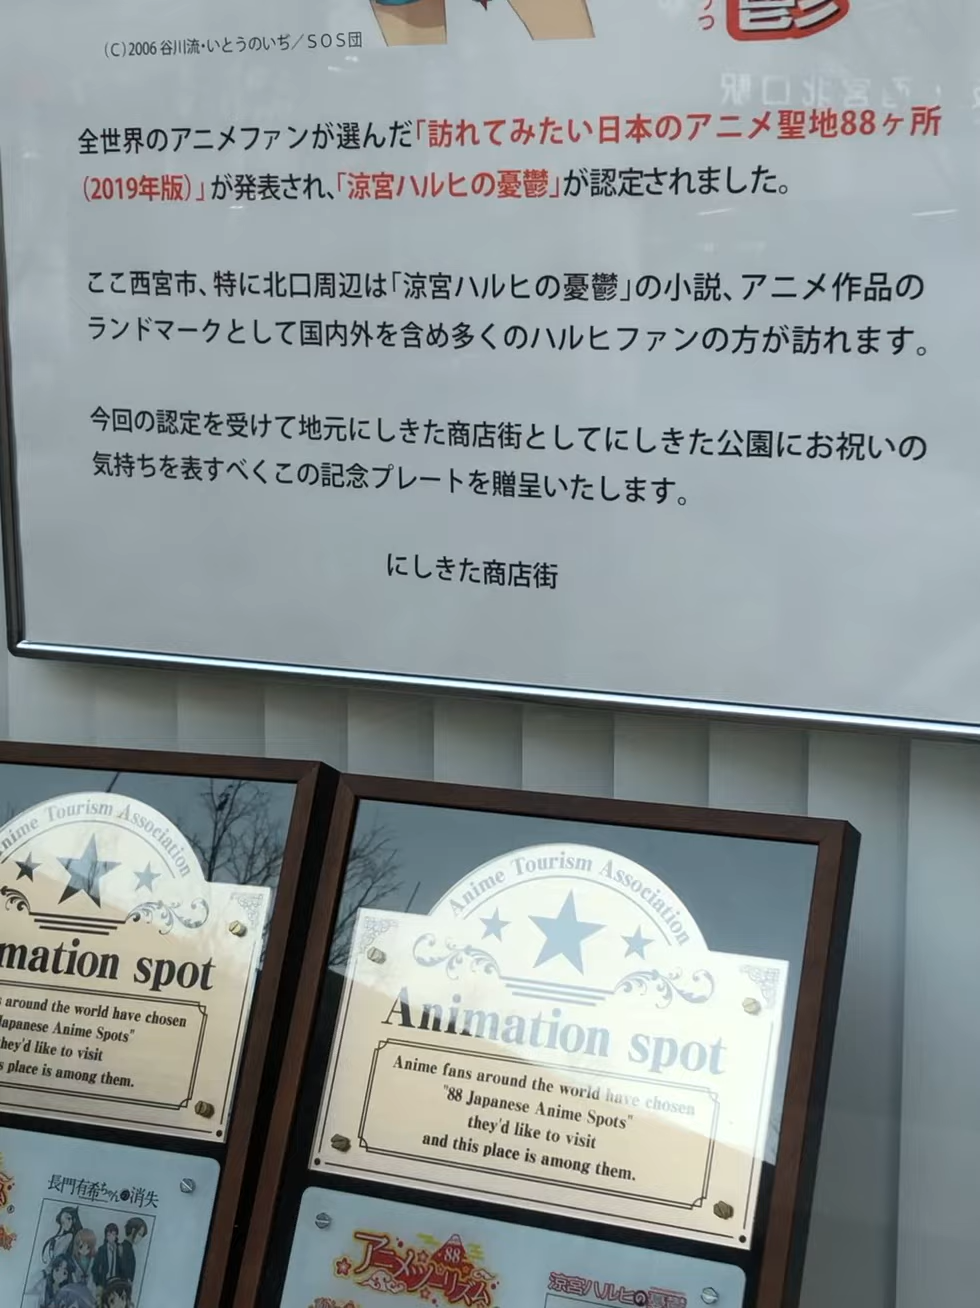 鬱
うつ
(C)2006 谷川流・いとうのいぢ／ＳＯＳ団
全世界のアニメファンが選んだ「訪れてみたい日本のアニメ聖地88ヶ所
（2019年版）」が発表され、「涼宮ハルヒの憂鬱」が認定されました。
ここ西宮市、特に北口周辺は「涼宮ハルヒの憂鬱」の小説、アニメ作品の
ランドマークとして国内外を含め多くのハルヒファンの方が訪れます。
今回の認定を受けて地元にしきた商店街としてにしきた公園にお祝いの
気持ちを表すべくこの記念プレートを贈呈いたします。
にしきた商店街
Anime Tourism Association
mation spot
around the world have chosen
Japanese Anime Spots"
they'd like to visit
place is among them.
長門有希ちゃんの消失
Anime Tourism Association
Animation spot
Anime fans around the world have chosen
"88 Japanese Anime Spots"
they'd like to visit
and this place is among them.
88
アニメツーリズム
涼宮ハルヒの憂鬱